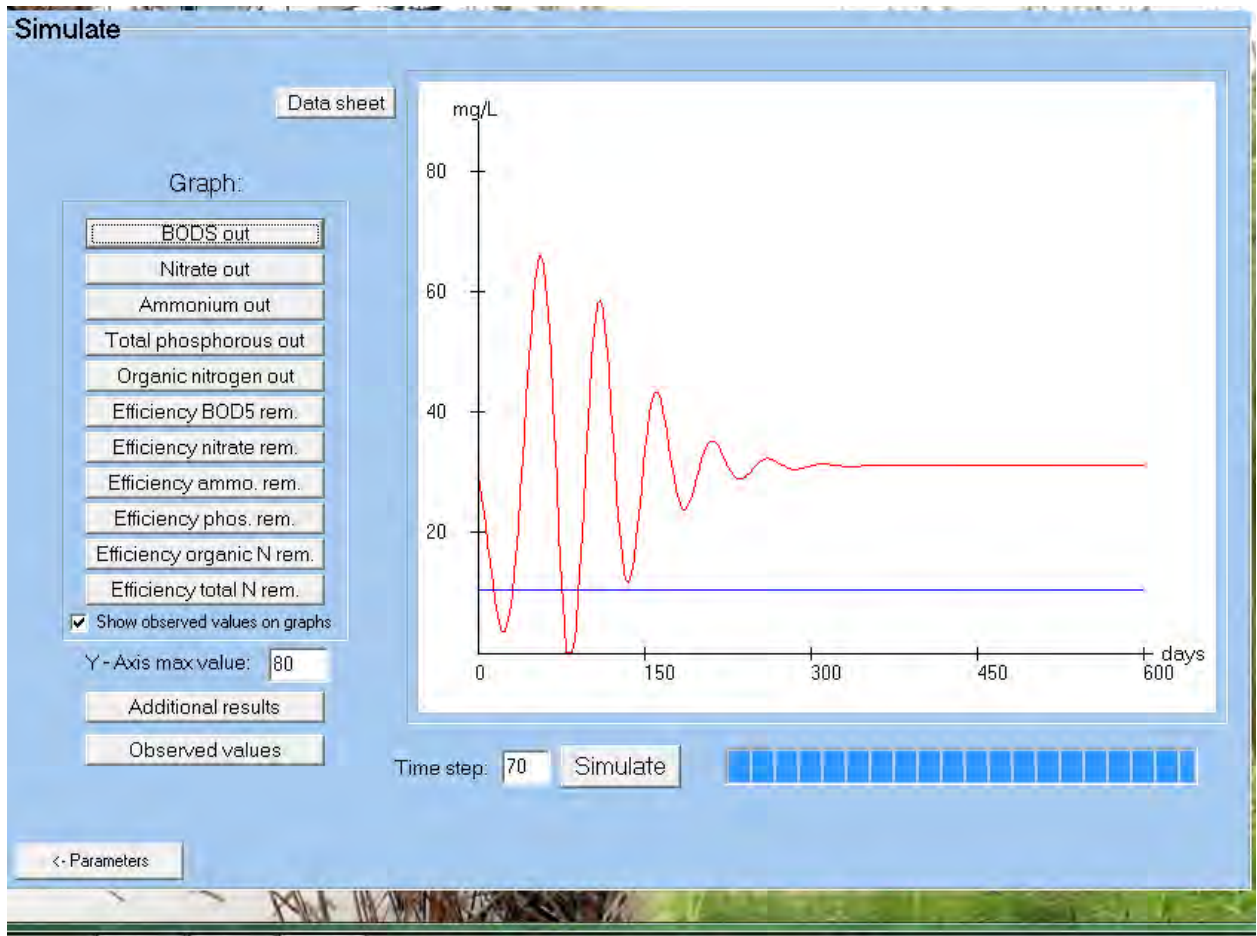 Simulate
Data sheet
Graph:
BODS out
Nitrate out
Ammonium out
Total phosphorous out
Organic nitrogen out
Efficiency BOD5 rem.
Efficiency nitrate rem.
Efficiency ammo. rem.
Efficiency phos. rem.
Efficiency organic N rem.
Efficiency total N rem.
Show observed values on graphs
Y - Axis max value: 80
Additional results
Observed values
mg/L
80
60
40
20
0 150 300 450 600 days
Time step: 70 Simulate
<- Parameters